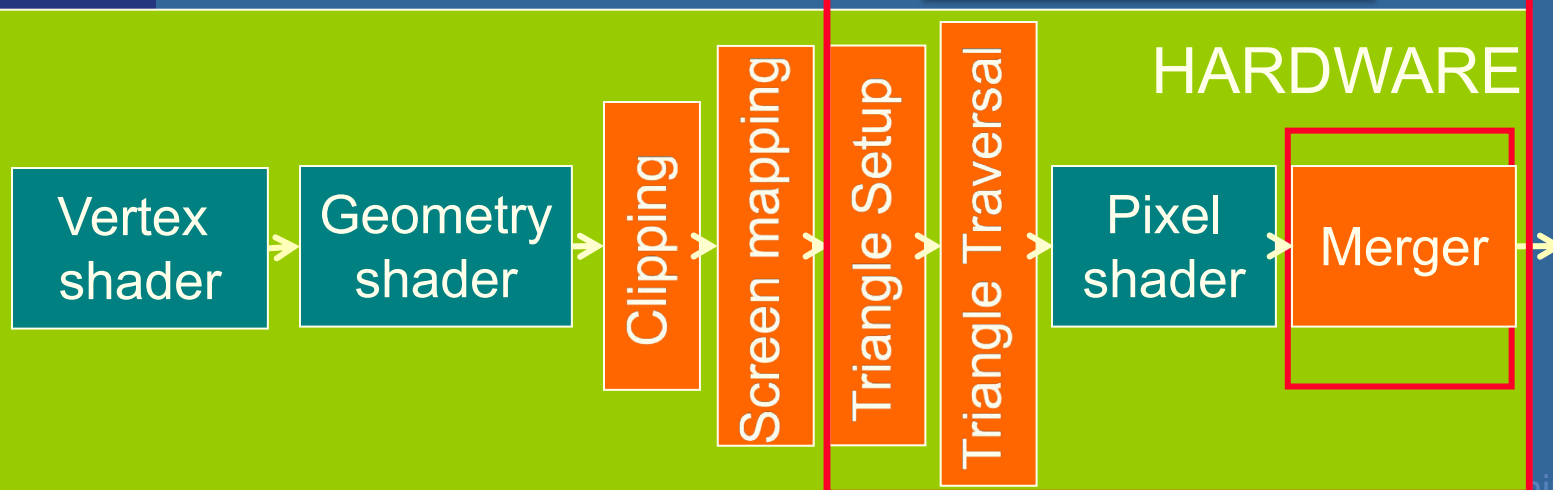 HARDWARE
Vertex
shader
Geometry
shader
Clipping
Screen mapping
Triangle Setup
Triangle Traversal
Pixel
shader
Merger